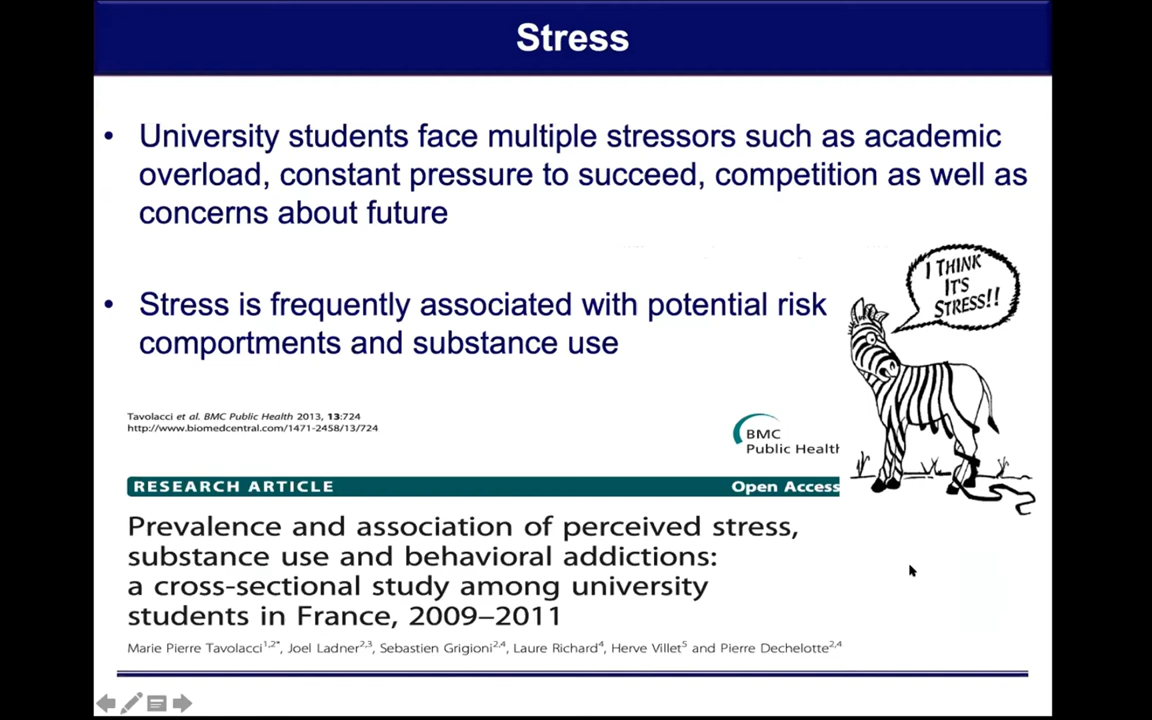 Stress
• University students face multiple stressors such as academic
overload, constant pressure to succeed, competition as well as
concerns about future
I THINK
IT'S
STRESS!!
• Stress is frequently associated with potential risk
comportments and substance use
Tavolacci et al. BMC Public Health 2013, 13:724
http://www.biomedcentral.com/1471-2458/13/724
BMC
Public Health
RESEARCH ARTICLE Open Access
Prevalence and association of perceived stress,
substance use and behavioral addictions:
a cross-sectional study among university
students in France, 2009–2011
Marie Pierre Tavolacci1,2*, Joel Ladner2,3, Sebastien Grigioni2,4, Laure Richard4, Herve Villet5 and Pierre Dechelotte2,4